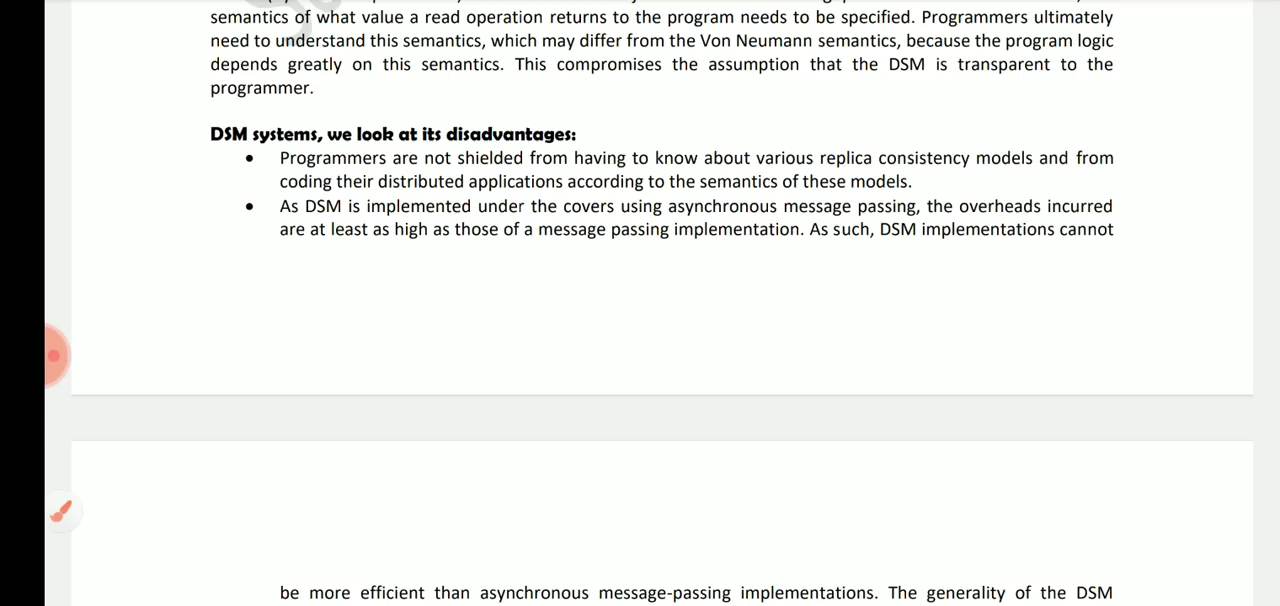 semantics of what value a read operation returns to the program needs to be specified. Programmers ultimately
need to understand this semantics, which may differ from the Von Neumann semantics, because the program logic
depends greatly on this semantics. This compromises the assumption that the DSM is transparent to the
programmer.
DSM systems, we look at its disadvantages:
• Programmers are not shielded from having to know about various replica consistency models and from
coding their distributed applications according to the semantics of these models.
• As DSM is implemented under the covers using asynchronous message passing, the overheads incurred
are at least as high as those of a message passing implementation. As such, DSM implementations cannot
be more efficient than asynchronous message-passing implementations. The generality of the DSM